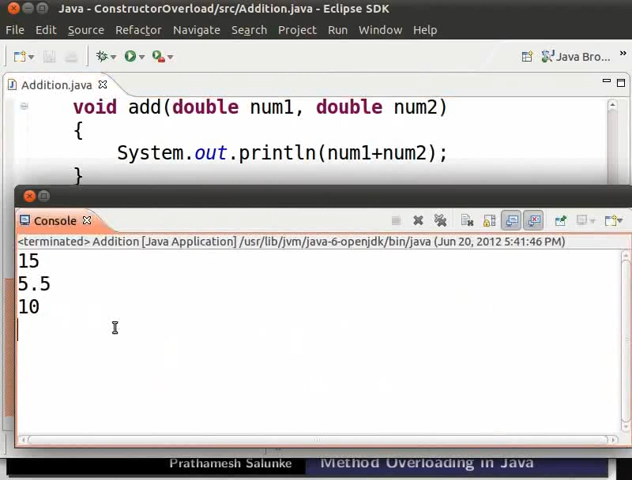 Java - ConstructorOverload/src/Addition.java - Eclipse SDK
File Edit Source Refactor Navigate Search Project Run Window Help
Java Bro...
Addition.java
void add(double num1, double num2)
{
System.out.println(num1+num2);
}
Console
<terminated> Addition [Java Application] /usr/lib/jvm/java-6-openjdk/bin/java (Jun 20, 2012 5:41:46 PM)
15
5.5
10
Prathamesh Salunke Method Overloading in Java